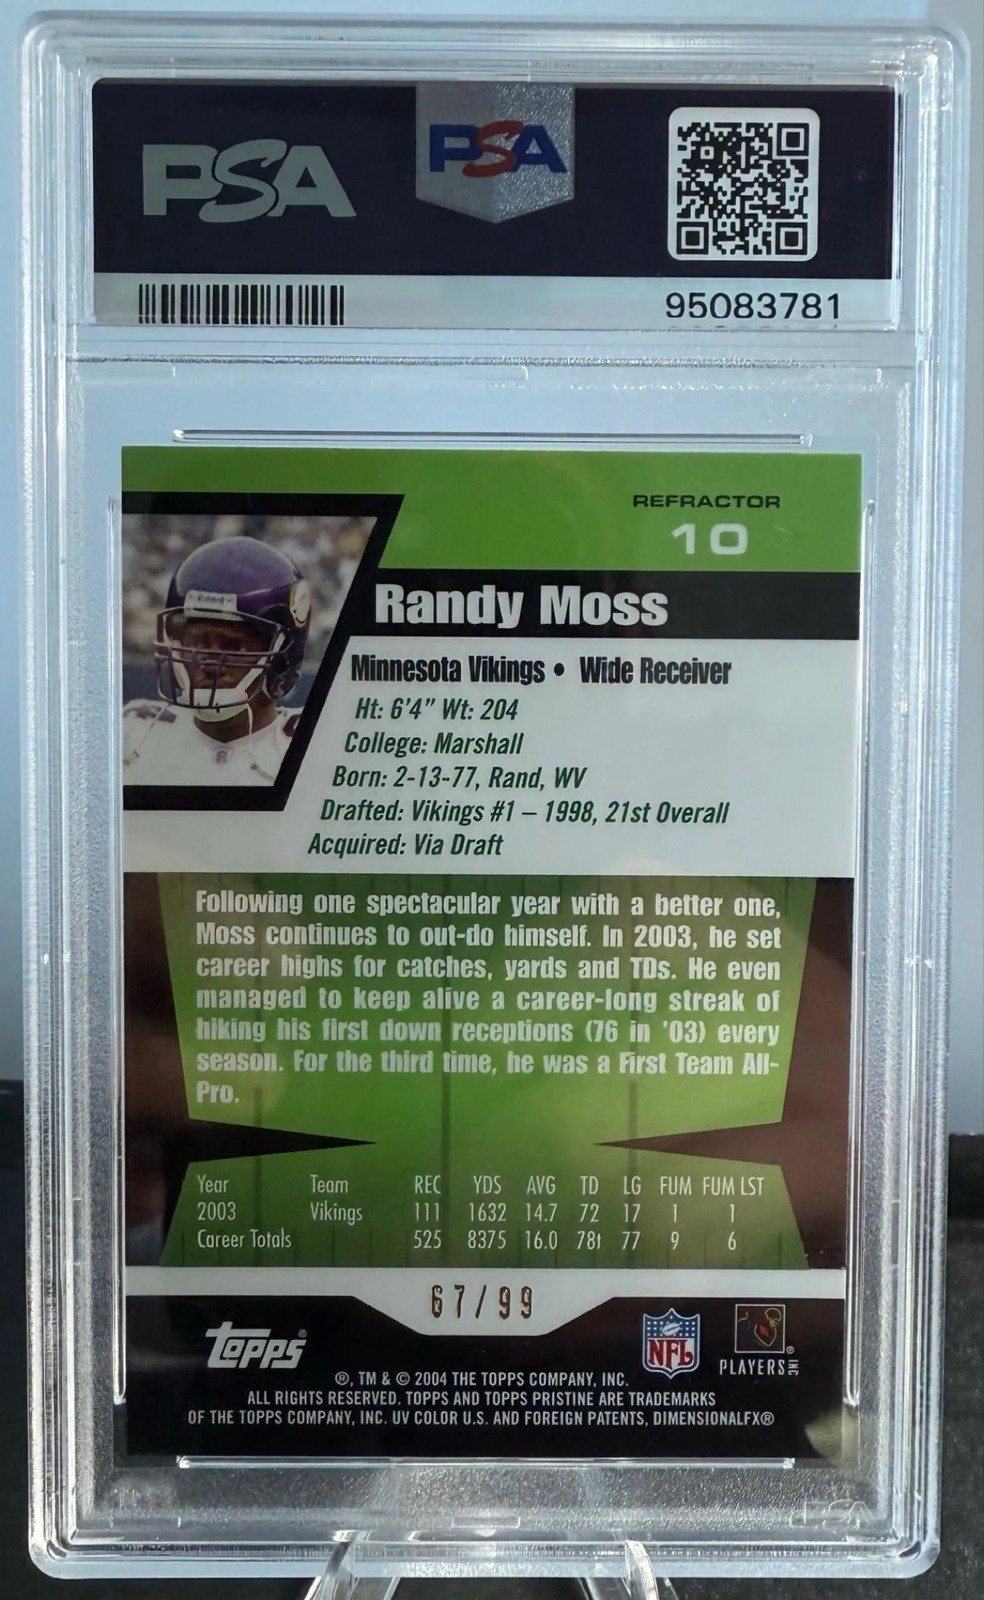 PSA
PSA
95083781
REFRACTOR
10
Randy Moss
Minnesota Vikings • Wide Receiver
Ht: 6'4" Wt: 204
College: Marshall
Born: 2-13-77, Rand, WV
Drafted: Vikings #1 – 1998, 21st Overall
Acquired: Via Draft
Following one spectacular year with a better one,
Moss continues to out-do himself. In 2003, he set
career highs for catches, yards and TDs. He even
managed to keep alive a career-long streak of
hiking his first down receptions (76 in '03) every
season. For the third time, he was a First Team All-
Pro.
Year Team REC YDS AVG TD LG FUM FUM LST
2003 Vikings 111 1632 14.7 72 17 1 1
Career Totals 525 8375 16.0 78† 77 9 6
67/99
Topps®
NFL
PLAYERS INC
®, TM & © 2004 THE TOPPS COMPANY, INC.
ALL RIGHTS RESERVED. TOPPS AND TOPPS PRISTINE ARE TRADEMARKS
OF THE TOPPS COMPANY, INC. UV COLOR U.S. AND FOREIGN PATENTS, DIMENSIONALFX®
PSA